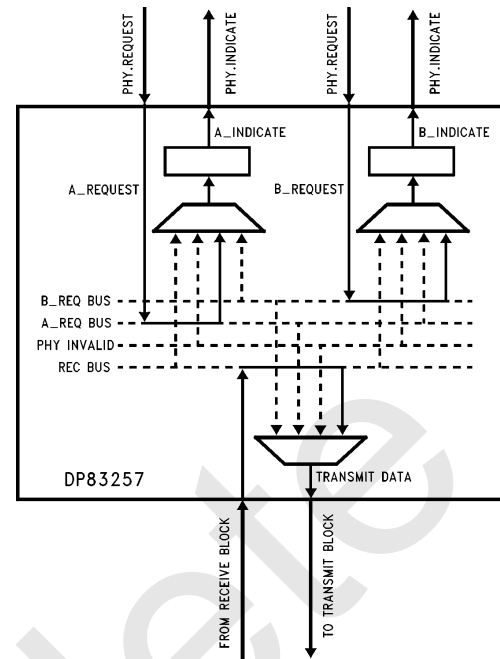 PHY.REQUEST
PHY.INDICATE
PHY.REQUEST
PHY.INDICATE
A_INDICATE
B_INDICATE
A_REQUEST
B_REQUEST
B_REQ BUS
A_REQ BUS
PHY INVALID
REC BUS
DP83257
TRANSMIT DATA
FROM RECEIVE BLOCK
TO TRANSMIT BLOCK
lete